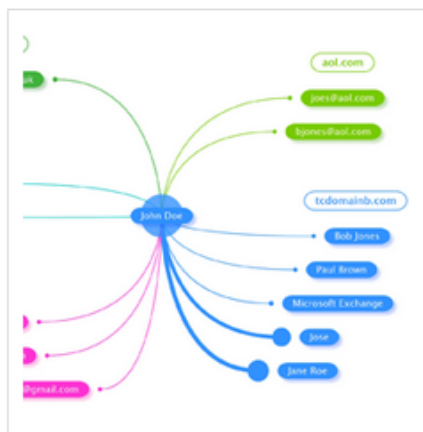 aol.com
uk
joes@aol.com
bjones@aol.com
tcdomainb.com
John Doe
Bob Jones
Paul Brown
Microsoft Exchange
Jose
Jane Roe
@gmail.com